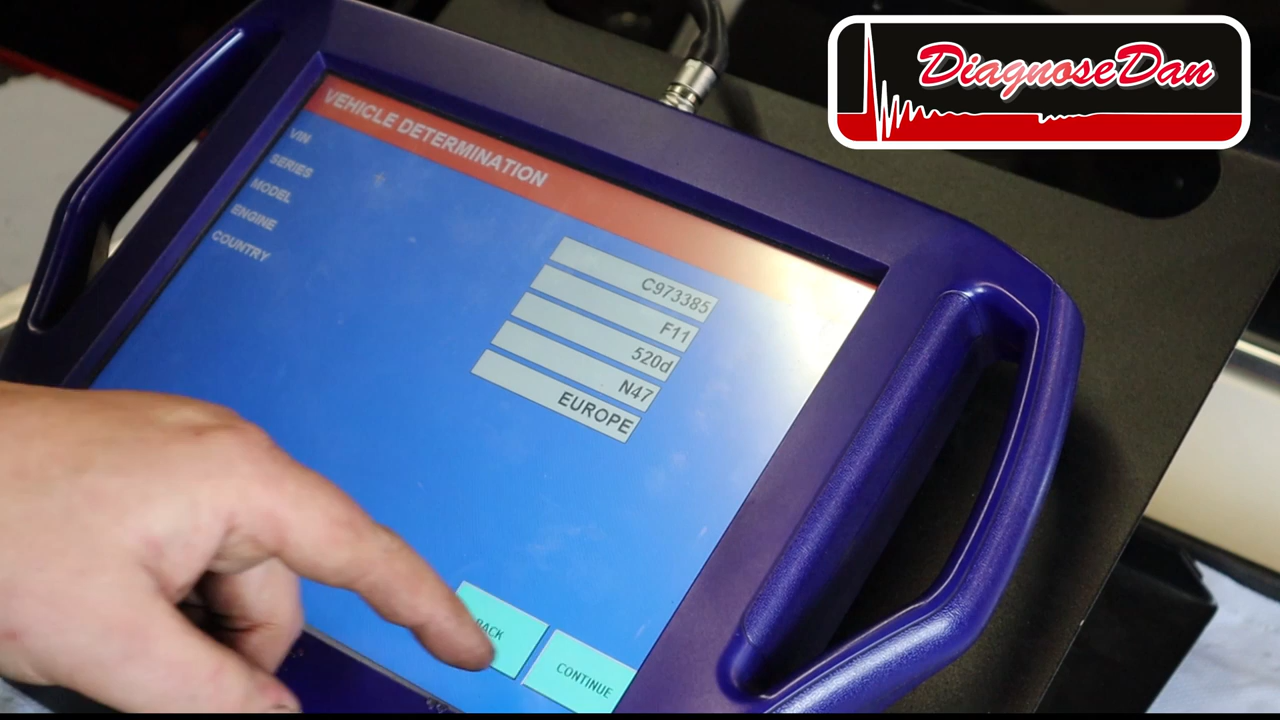 DiagnoseDan
VEHICLE DETERMINATION
VIN
C973385
SERIES
F11
MODEL
520d
ENGINE
N47
COUNTRY
EUROPE
BACK
CONTINUE